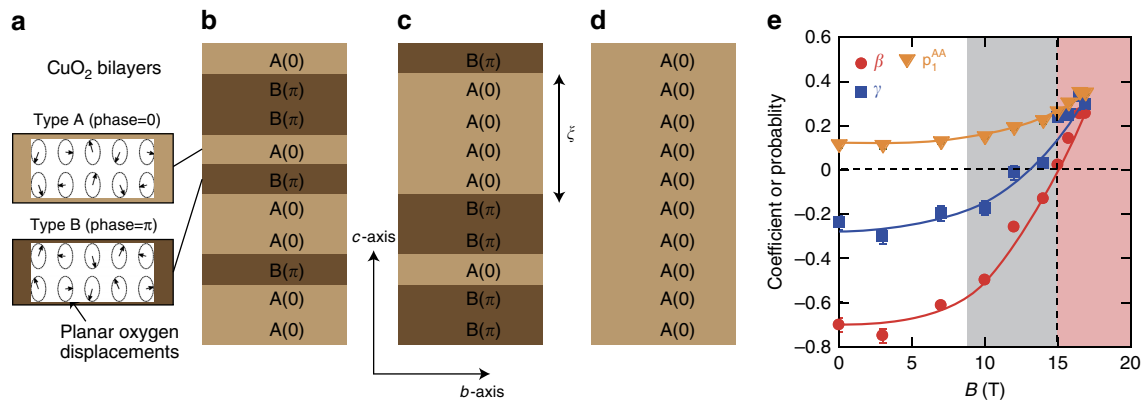 a
CuO2 bilayers
Type A (phase=0)
Type B (phase=π)
Planar oxygen
displacements
b
A(0)
B(π)
B(π)
A(0)
B(π)
A(0)
A(0)
B(π)
A(0)
A(0)
c-axis
b-axis
c
B(π)
A(0)
A(0)
A(0)
A(0)
B(π)
B(π)
A(0)
B(π)
B(π)
ξc
d
A(0)
A(0)
A(0)
A(0)
A(0)
A(0)
A(0)
A(0)
A(0)
A(0)
e
Coefficient or probablity
0.6
0.4
0.2
0
−0.2
−0.4
−0.6
−0.8
β
p1AA
γ
0 5 10 15 20
B (T)